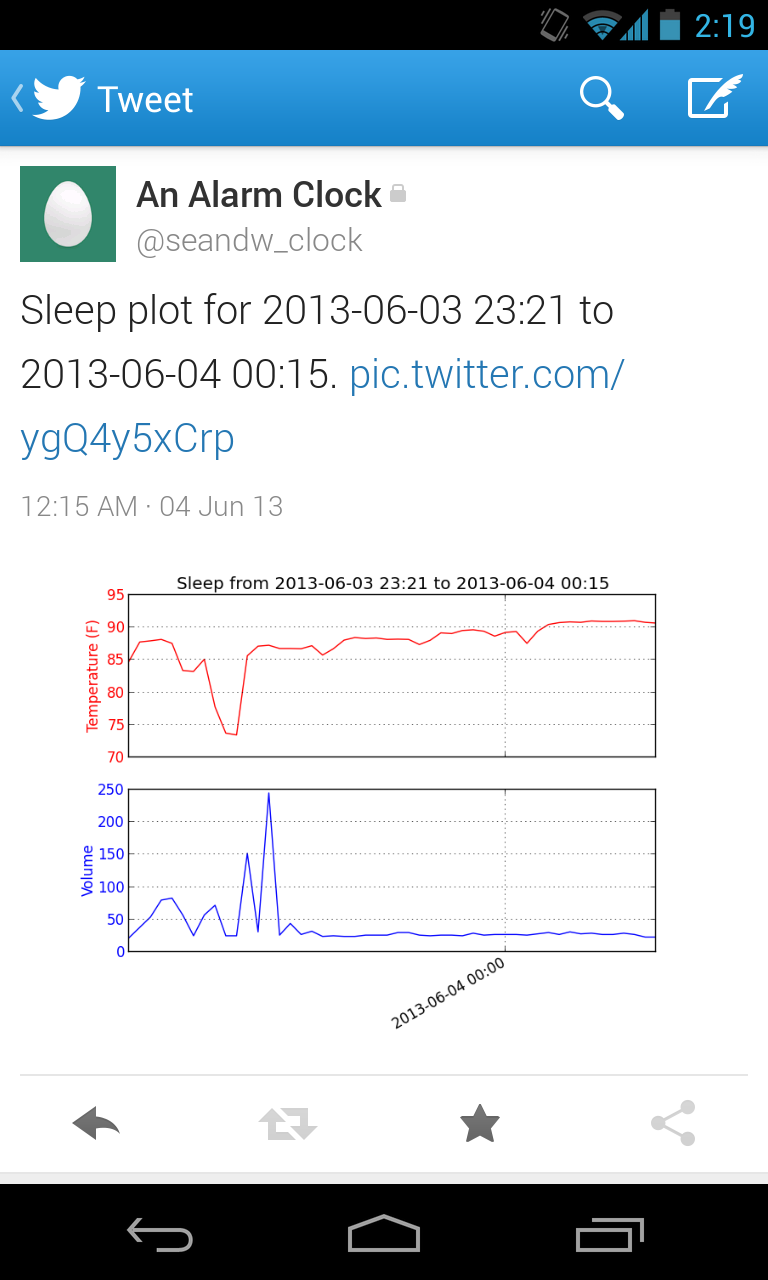 2:19
Tweet
An Alarm Clock
@seandw_clock
Sleep plot for 2013-06-03 23:21 to
2013-06-04 00:15. pic.twitter.com/
ygQ4y5xCrp
12:15 AM · 04 Jun 13
Sleep from 2013-06-03 23:21 to 2013-06-04 00:15
Temperature (F)
95
90
85
80
75
70
Volume
250
200
150
100
50
0
2013-06-04 00:00